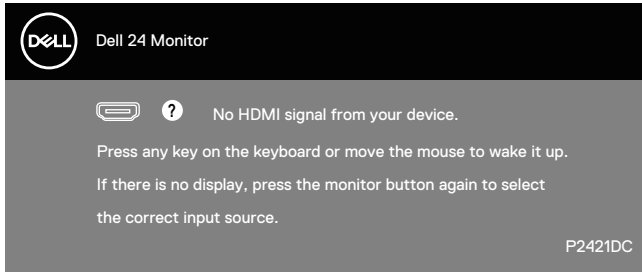 DELL
Dell 24 Monitor
?
No HDMI signal from your device.
Press any key on the keyboard or move the mouse to wake it up.
If there is no display, press the monitor button again to select
the correct input source.
P2421DC